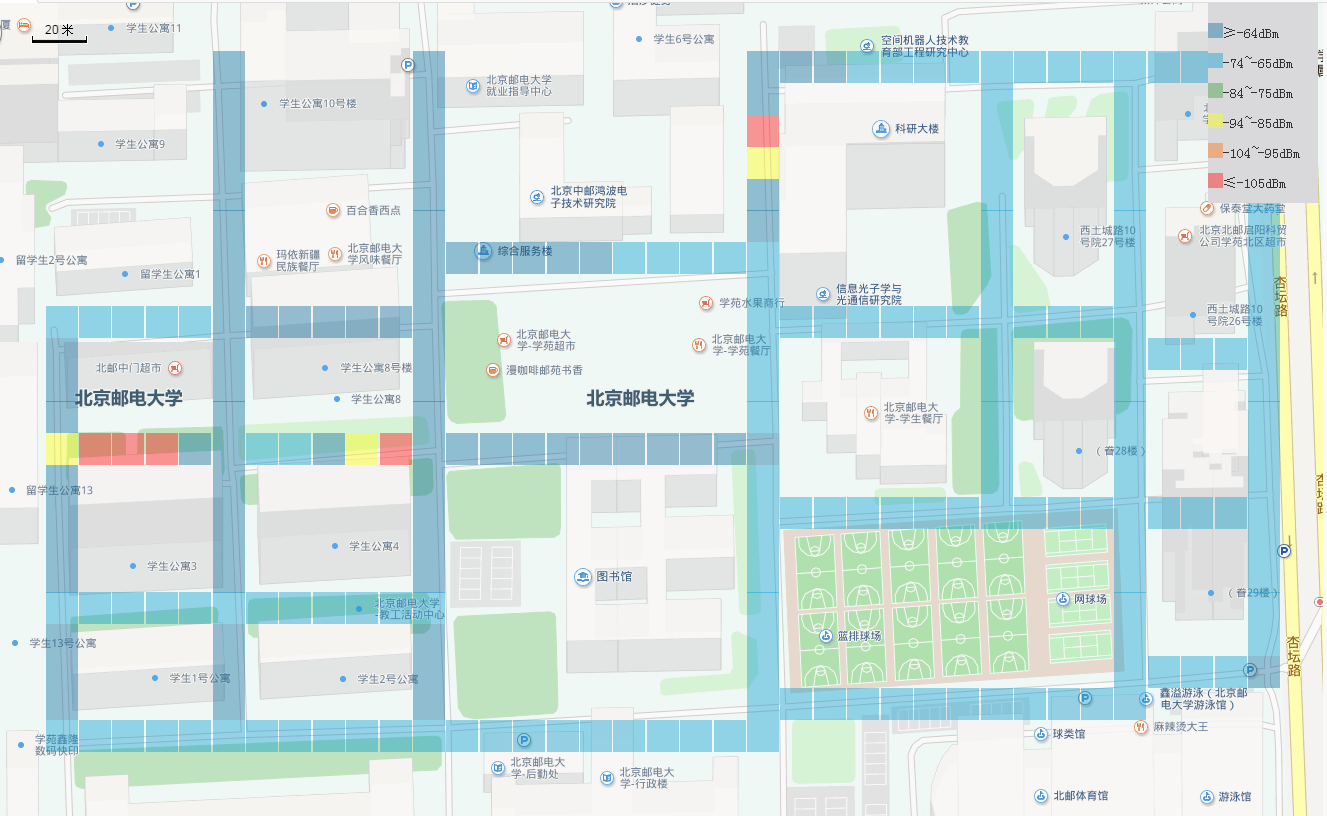 20 米
学生公寓11
学生公寓10号楼
学生公寓9
北京邮电大学
就业指导中心
学生6号公寓
空间机器人技术教
育部工程研究中心
科研大楼
≥-64dBm
-74~-65dBm
-84~-75dBm
-94~-85dBm
-104~-95dBm
≤-105dBm
北京中邮鸿波电
子技术研究院
百合香西点
玛依新疆
民族餐厅
北京邮电大
学风味餐厅
综合服务楼
留学生2号公寓
留学生公寓1
西土城路10
号院27号楼
保泰堂大药堂
北京北邮启阳科贸
公司学苑北区超市
信息光子学与
光通信研究院
学苑水果商行
西土城路10
号院26号楼
杏坛路
北京邮电大
学-学苑超市
北京邮电大
学-学苑餐厅
漫咖啡邮苑书香
北邮中门超市
学生公寓8号楼
学生公寓8
北京邮电大学
北京邮电大学
北京邮电大
学-学生餐厅
（眷28楼）
留学生公寓13
学生公寓4
学生公寓3
图书馆
杏坛路
北京邮电大学
-教工活动中心
网球场
（眷29楼）
篮排球场
学生13号公寓
学生1号公寓
学生2号公寓
杏坛路
鑫溢游泳（北京邮
电大学游泳馆）
麻辣烫大王
球类馆
学苑鑫隆
数码快印
北京邮电大
学-后勤处
北京邮电大
学-行政楼
北邮体育馆
游泳馆